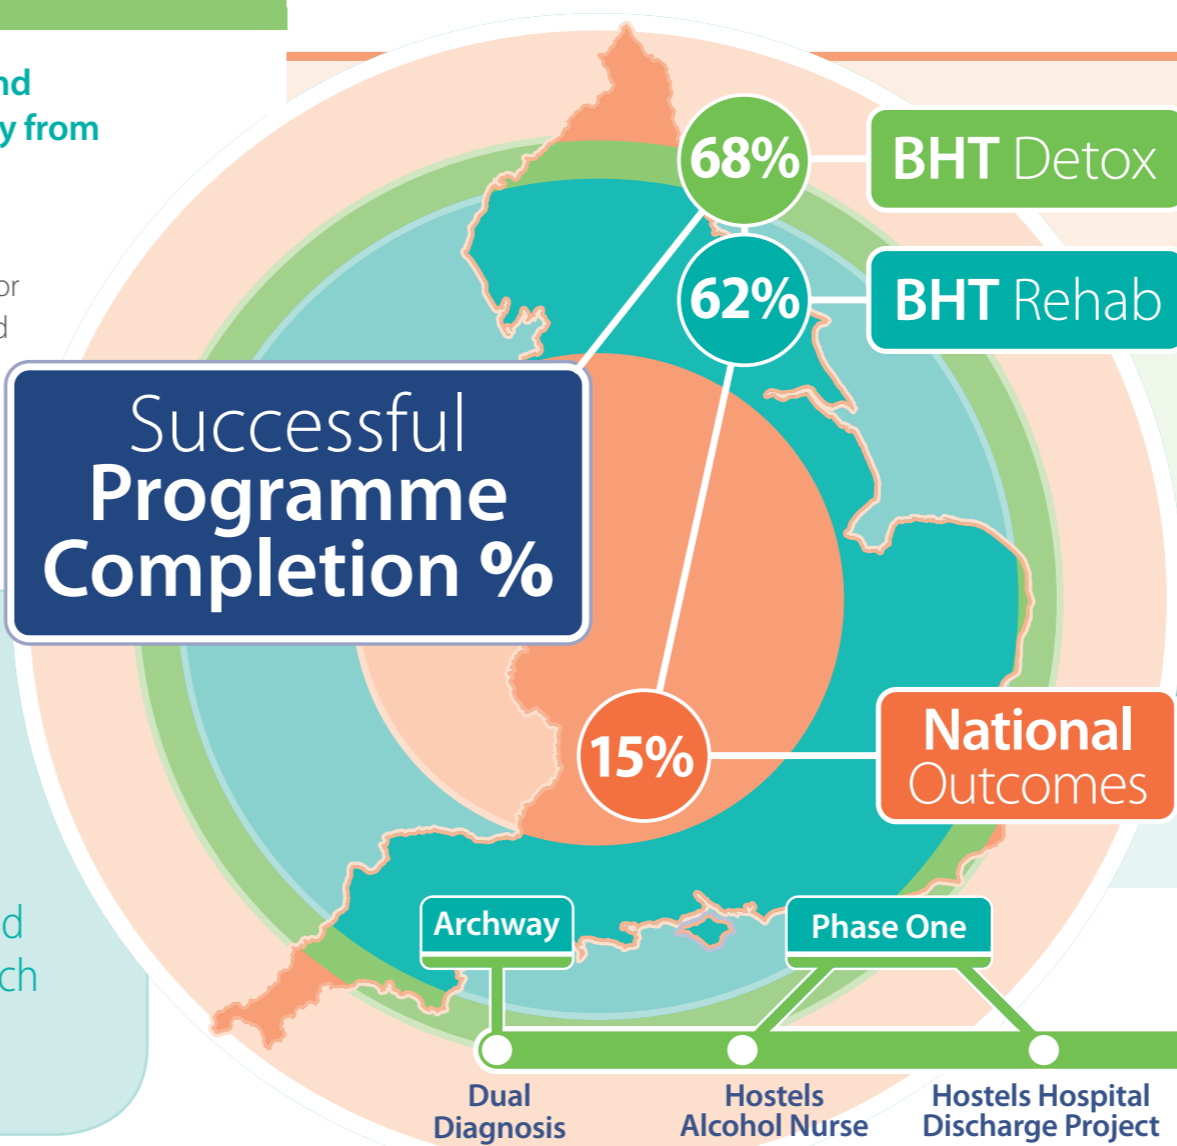 nd
y from
or
d
68%
BHT Detox
62%
BHT Rehab
Successful
Programme
Completion %
15%
National
Outcomes
d
ch
Archway
Phase One
Dual
Diagnosis
Hostels
Alcohol Nurse
Hostels Hospital
Discharge Project